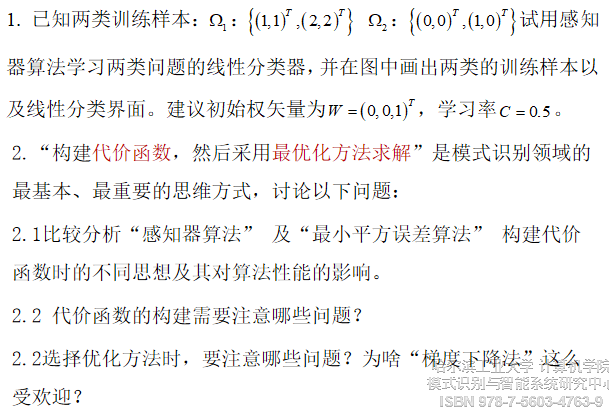 1. 已知两类训练样本：Ω₁：{(1,1)ᵀ,(2,2)ᵀ} Ω₂：{(0,0)ᵀ,(1,0)ᵀ}试用感知
器算法学习两类问题的线性分类器，并在图中画出两类的训练样本以
及线性分类界面。建议初始权矢量为W=(0,0,1)ᵀ，学习率C=0.5。
2.“构建代价函数，然后采用最优化方法求解”是模式识别领域的
最基本、最重要的思维方式，讨论以下问题：
2.1比较分析“感知器算法” 及“最小平方误差算法” 构建代价
函数时的不同思想及其对算法性能的影响。
2.2 代价函数的构建需要注意哪些问题？
2.2选择优化方法时，要注意哪些问题？为啥“梯度下降法”这么
受欢迎？
哈尔滨工业大学 计算机学院
模式识别与智能系统研究中心
ISBN 978-7-5603-4763-9